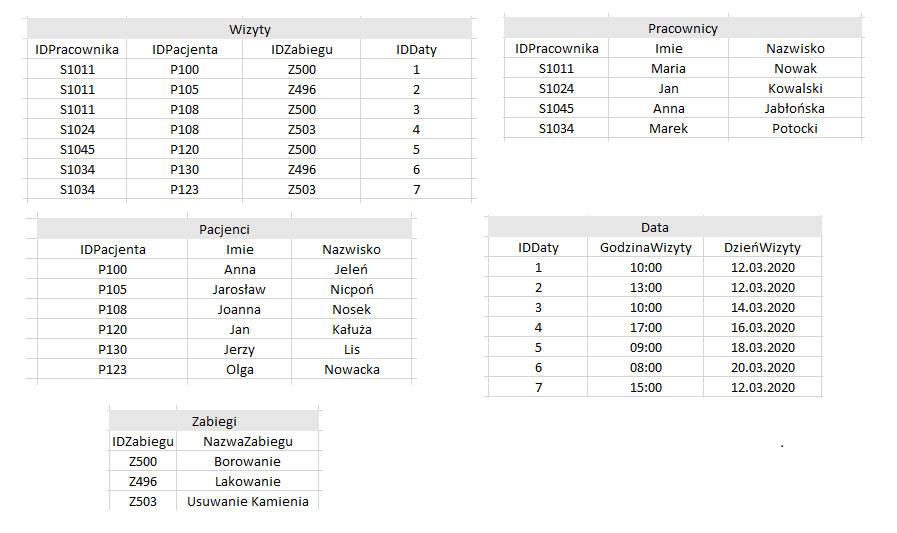 Wizyty
IDPracownika IDPacjenta IDZabiegu IDDaty
S1011 P100 Z500 1
S1011 P105 Z496 2
S1011 P108 Z500 3
S1024 P108 Z503 4
S1045 P120 Z500 5
S1034 P130 Z496 6
S1034 P123 Z503 7
Pracownicy
IDPracownika Imie Nazwisko
S1011 Maria Nowak
S1024 Jan Kowalski
S1045 Anna Jabłońska
S1034 Marek Potocki
Pacjenci
IDPacjenta Imie Nazwisko
P100 Anna Jeleń
P105 Jarosław Nicpoń
P108 Joanna Nosek
P120 Jan Kałuża
P130 Jerzy Lis
P123 Olga Nowacka
Data
IDDaty GodzinaWizyty DzieńWizyty
1 10:00 12.03.2020
2 13:00 12.03.2020
3 10:00 14.03.2020
4 17:00 16.03.2020
5 09:00 18.03.2020
6 08:00 20.03.2020
7 15:00 12.03.2020
Zabiegi
IDZabiegu NazwaZabiegu
Z500 Borowanie
Z496 Lakowanie
Z503 Usuwanie Kamienia
.